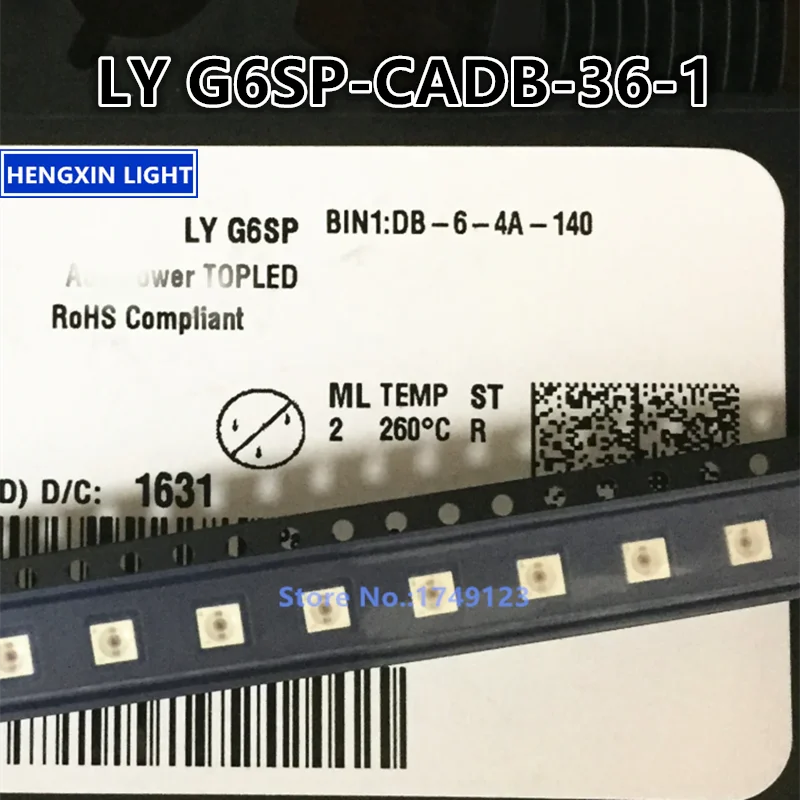 LY G6SP-CADB-36-1
HENGXIN LIGHT
LY G6SP BIN1:DB-6-4A-140
TOPLED
RoHS Compliant
ML TEMP ST
2 260°C R
D) D/C: 1631
Store No.:1749123